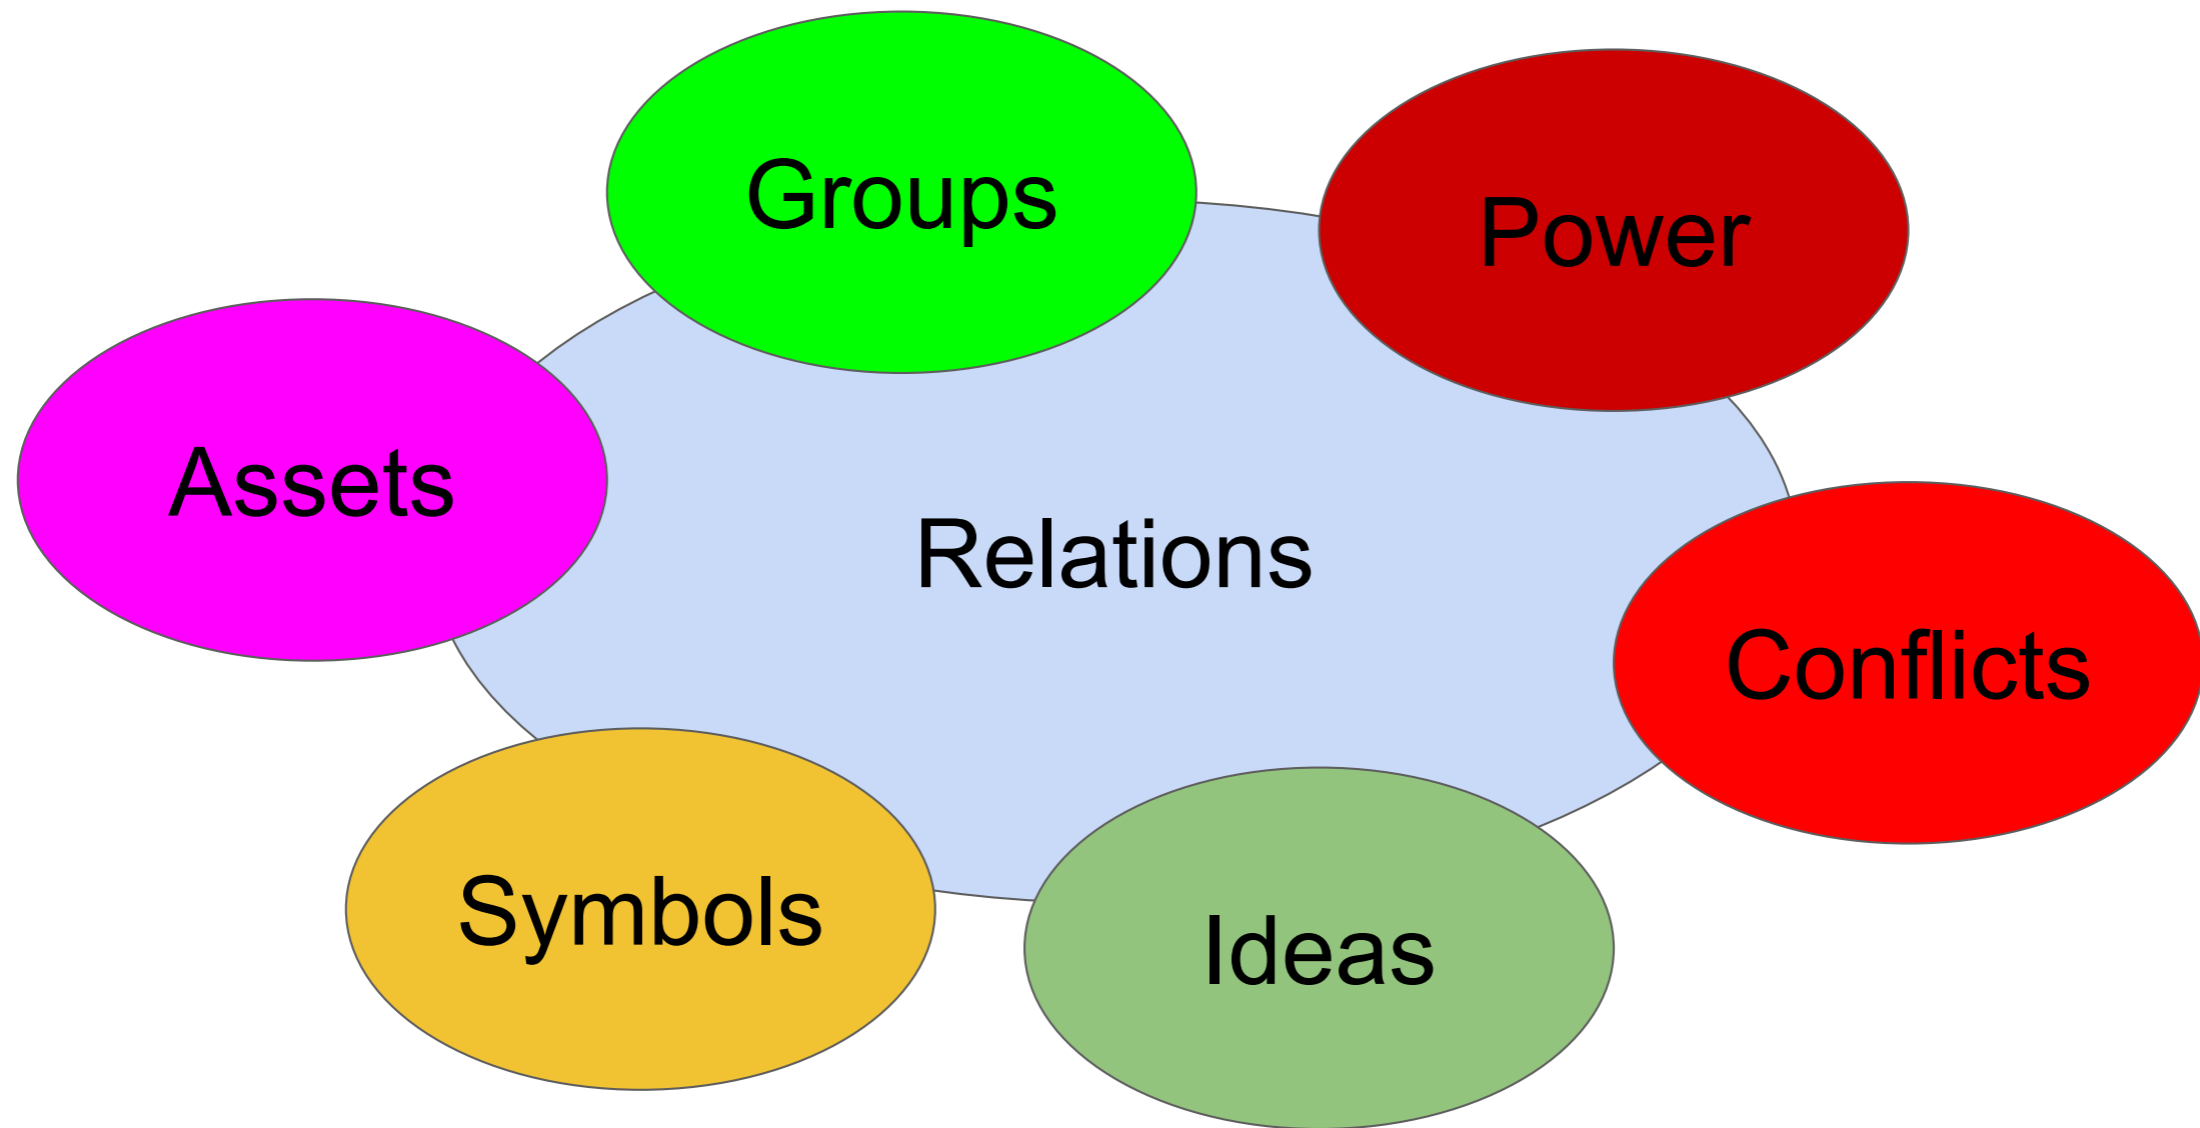 Groups
Power
Assets
Relations
Conflicts
Symbols
Ideas